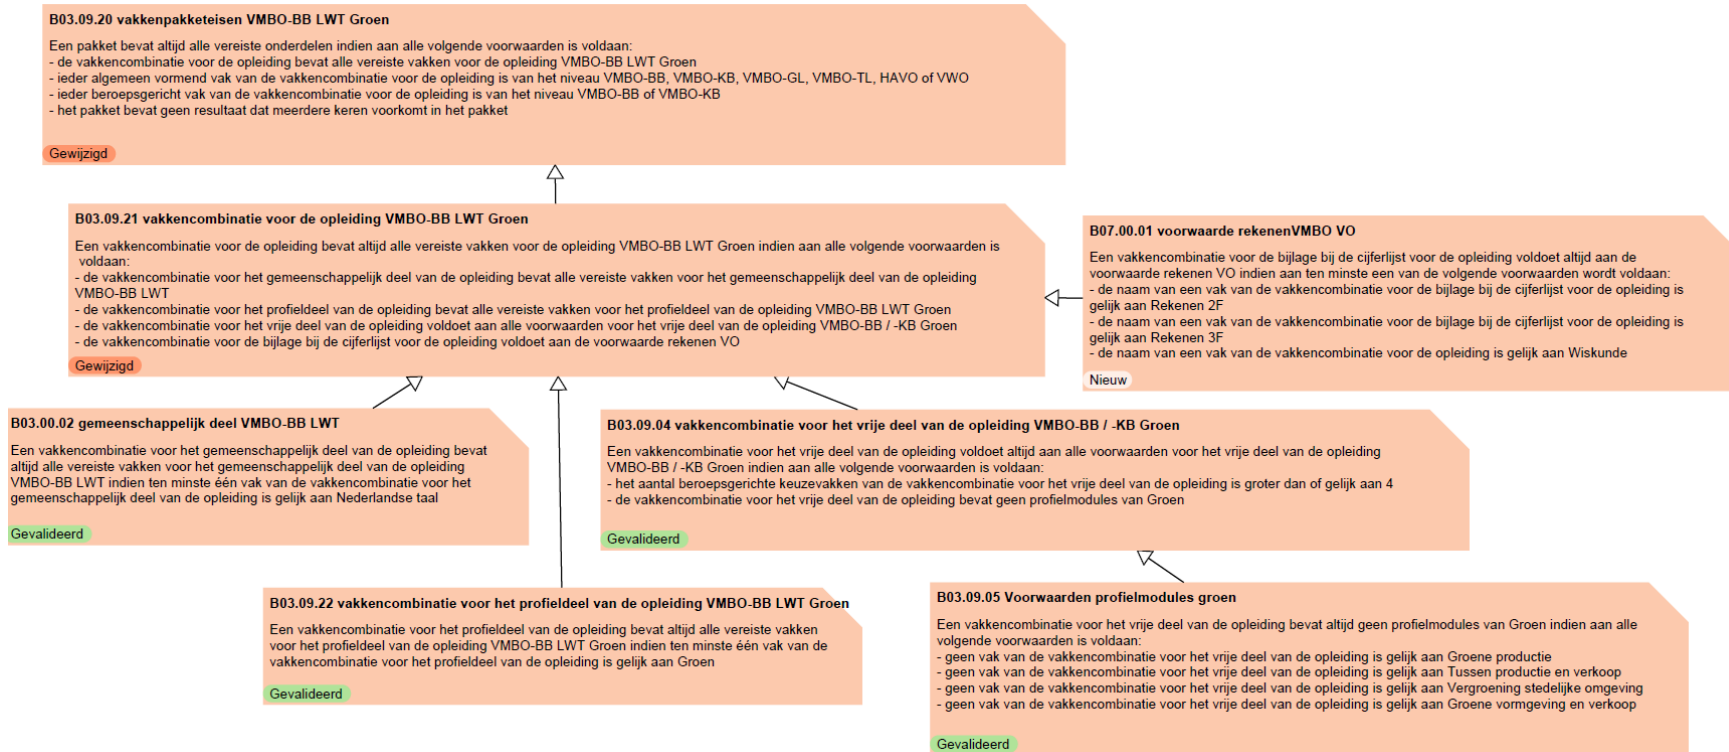 B03.09.20 vakkenpakketeisen VMBO-BB LWT Groen
Een pakket bevat altijd alle vereiste onderdelen indien aan alle volgende voorwaarden is voldaan:
- de vakkencombinatie voor de opleiding bevat alle vereiste vakken voor de opleiding VMBO-BB LWT Groen
- ieder algemeen vormend vak van de vakkencombinatie voor de opleiding is van het niveau VMBO-BB, VMBO-KB, VMBO-GL, VMBO-TL, HAVO of VWO
- ieder beroepsgericht vak van de vakkencombinatie voor de opleiding is van het niveau VMBO-BB of VMBO-KB
- het pakket bevat geen resultaat dat meerdere keren voorkomt in het pakket
Gewijzigd
B03.09.21 vakkencombinatie voor de opleiding VMBO-BB LWT Groen
Een vakkencombinatie voor de opleiding bevat altijd alle vereiste vakken voor de opleiding VMBO-BB LWT Groen indien aan alle volgende voorwaarden is
voldaan:
- de vakkencombinatie voor het gemeenschappelijk deel van de opleiding bevat alle vereiste vakken voor het gemeenschappelijk deel van de opleiding
VMBO-BB LWT
- de vakkencombinatie voor het profieldeel van de opleiding bevat alle vereiste vakken voor het profieldeel van de opleiding VMBO-BB LWT Groen
- de vakkencombinatie voor het vrije deel van de opleiding voldoet aan alle voorwaarden voor het vrije deel van de opleiding VMBO-BB / -KB Groen
- de vakkencombinatie voor de bijlage bij de cijferlijst voor de opleiding voldoet aan de voorwaarde rekenen VO
Gewijzigd
B07.00.01 voorwaarde rekenenVMBO VO
Een vakkencombinatie voor de bijlage bij de cijferlijst voor de opleiding voldoet altijd aan de
voorwaarde rekenen VO indien aan ten minste een van de volgende voorwaarden wordt voldaan:
- de naam van een vak van de vakkencombinatie voor de bijlage bij de cijferlijst voor de opleiding is
gelijk aan Rekenen 2F
- de naam van een vak van de vakkencombinatie voor de bijlage bij de cijferlijst voor de opleiding is
gelijk aan Rekenen 3F
- de naam van een vak van de vakkencombinatie voor de opleiding is gelijk aan Wiskunde
Nieuw
B03.00.02 gemeenschappelijk deel VMBO-BB LWT
Een vakkencombinatie voor het gemeenschappelijk deel van de opleiding bevat
altijd alle vereiste vakken voor het gemeenschappelijk deel van de opleiding
VMBO-BB LWT indien ten minste één vak van de vakkencombinatie voor het
gemeenschappelijk deel van de opleiding is gelijk aan Nederlandse taal
Gevalideerd
B03.09.04 vakkencombinatie voor het vrije deel van de opleiding VMBO-BB / -KB Groen
Een vakkencombinatie voor het vrije deel van de opleiding voldoet altijd aan alle voorwaarden voor het vrije deel van de opleiding
VMBO-BB / -KB Groen indien aan alle volgende voorwaarden is voldaan:
- het aantal beroepsgerichte keuzevakken van de vakkencombinatie voor het vrije deel van de opleiding is groter dan of gelijk aan 4
- de vakkencombinatie voor het vrije deel van de opleiding bevat geen profielmodules van Groen
Gevalideerd
B03.09.22 vakkencombinatie voor het profieldeel van de opleiding VMBO-BB LWT Groen
Een vakkencombinatie voor het profieldeel van de opleiding bevat altijd alle vereiste vakken
voor het profieldeel van de opleiding VMBO-BB LWT Groen indien ten minste één vak van de
vakkencombinatie voor het profieldeel van de opleiding is gelijk aan Groen
Gevalideerd
B03.09.05 Voorwaarden profielmodules groen
Een vakkencombinatie voor het vrije deel van de opleiding bevat altijd geen profielmodules van Groen indien aan alle
volgende voorwaarden is voldaan:
- geen vak van de vakkencombinatie voor het vrije deel van de opleiding is gelijk aan Groene productie
- geen vak van de vakkencombinatie voor het vrije deel van de opleiding is gelijk aan Tussen productie en verkoop
- geen vak van de vakkencombinatie voor het vrije deel van de opleiding is gelijk aan Vergroening stedelijke omgeving
- geen vak van de vakkencombinatie voor het vrije deel van de opleiding is gelijk aan Groene vormgeving en verkoop
Gevalideerd